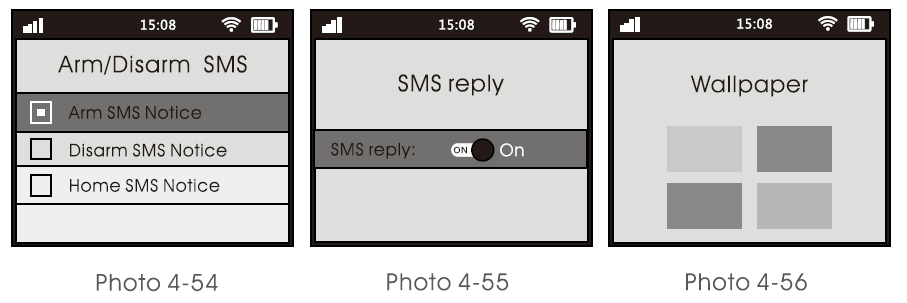 15:08
Arm/Disarm SMS
Arm SMS Notice
Disarm SMS Notice
Home SMS Notice
Photo 4-54
15:08
SMS reply
SMS reply: ON On
Photo 4-55
15:08
Wallpaper
Photo 4-56